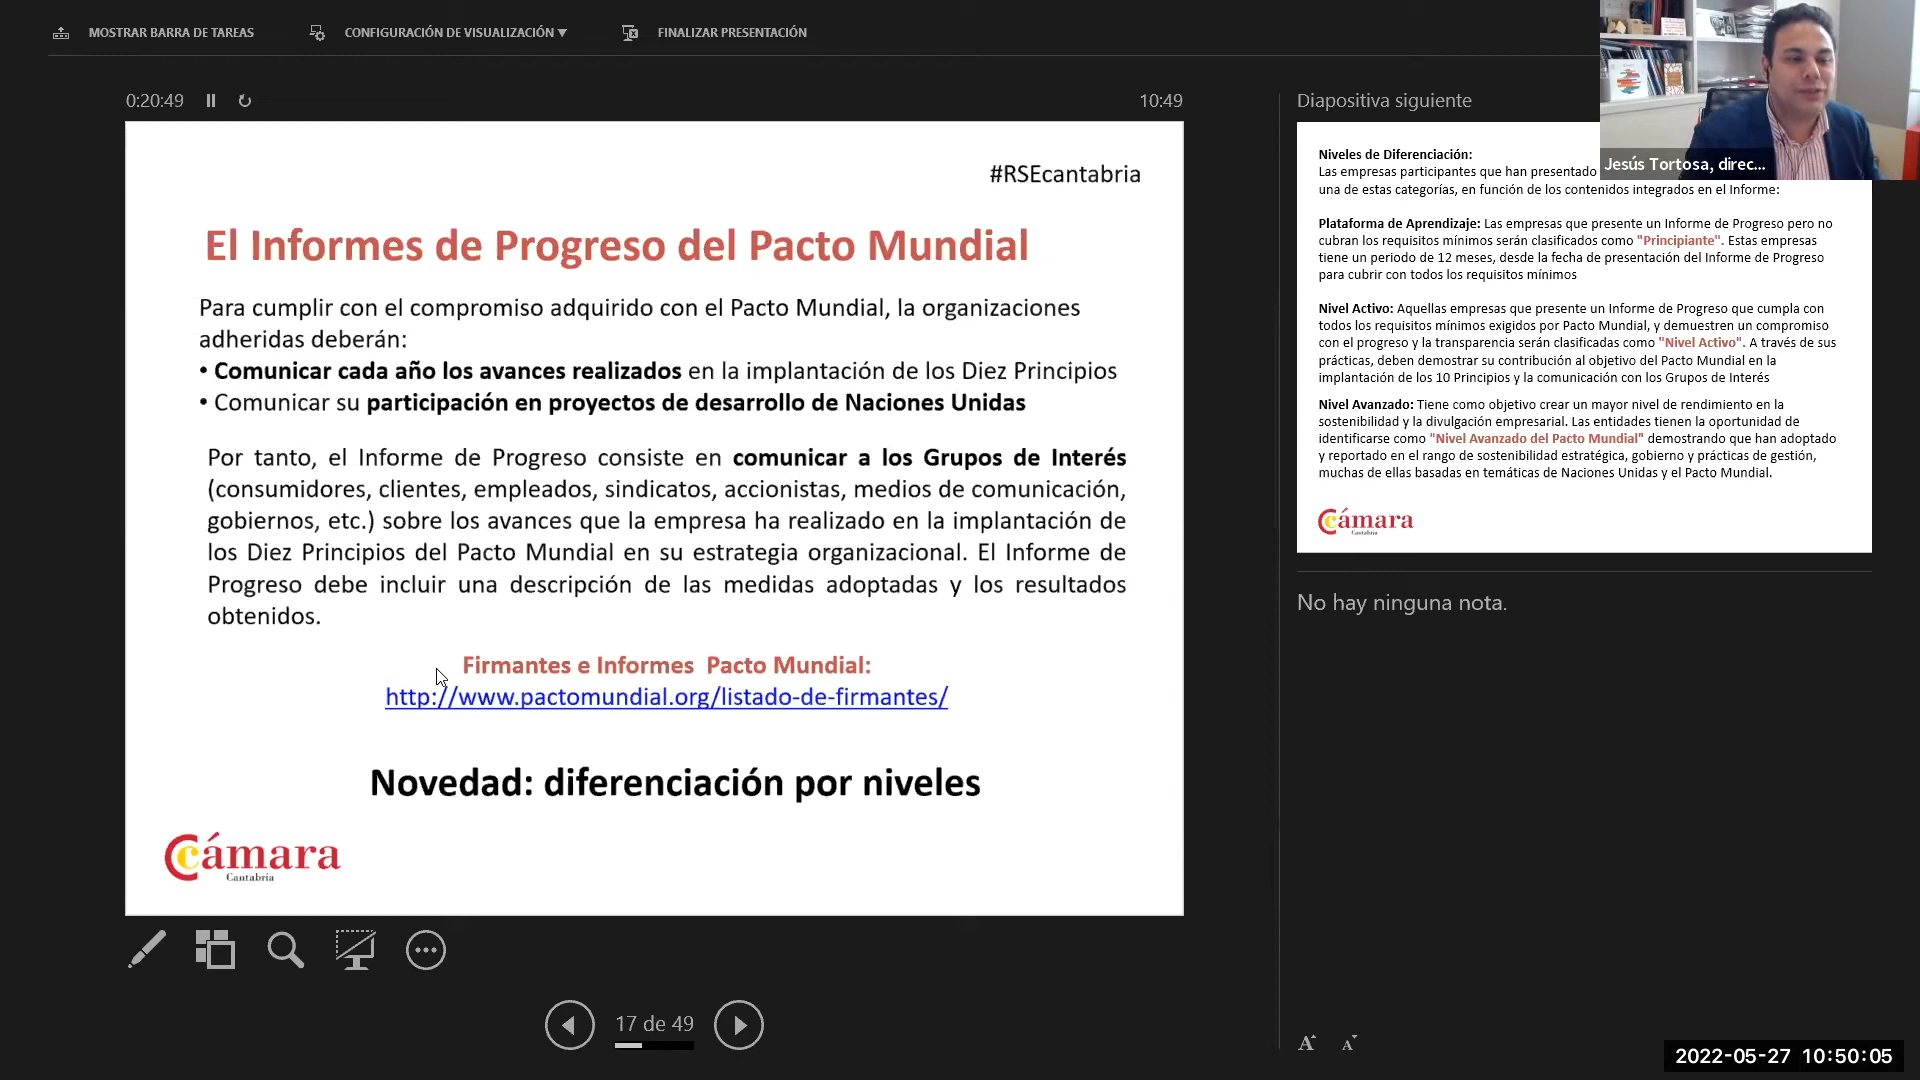 MOSTRAR BARRA DE TAREAS
CONFIGURACIÓN DE VISUALIZACIÓN ▼
FINALIZAR PRESENTACIÓN
0:20:49
10:49
#RSEcantabria
El Informes de Progreso del Pacto Mundial
Para cumplir con el compromiso adquirido con el Pacto Mundial, la organizaciones
adheridas deberán:
• Comunicar cada año los avances realizados en la implantación de los Diez Principios
• Comunicar su participación en proyectos de desarrollo de Naciones Unidas
Por tanto, el Informe de Progreso consiste en comunicar a los Grupos de Interés
(consumidores, clientes, empleados, sindicatos, accionistas, medios de comunicación,
gobiernos, etc.) sobre los avances que la empresa ha realizado en la implantación de
los Diez Principios del Pacto Mundial en su estrategia organizacional. El Informe de
Progreso debe incluir una descripción de las medidas adoptadas y los resultados
obtenidos.
Firmantes e Informes Pacto Mundial:
http://www.pactomundial.org/listado-de-firmantes/
Novedad: diferenciación por niveles
Cámara
Cantabria
17 de 49
Diapositiva siguiente
Jesús Tortosa, direc...
Niveles de Diferenciación:
Las empresas participantes que han presentado
una de estas categorías, en función de los contenidos integrados en el Informe:
Plataforma de Aprendizaje: Las empresas que presente un Informe de Progreso pero no
cubran los requisitos mínimos serán clasificados como "Principiante". Estas empresas
tiene un periodo de 12 meses, desde la fecha de presentación del Informe de Progreso
para cubrir con todos los requisitos mínimos
Nivel Activo: Aquellas empresas que presente un Informe de Progreso que cumpla con
todos los requisitos mínimos exigidos por Pacto Mundial, y demuestren un compromiso
con el progreso y la transparencia serán clasificadas como "Nivel Activo". A través de sus
prácticas, deben demostrar su contribución al objetivo del Pacto Mundial en la
implantación de los 10 Principios y la comunicación con los Grupos de Interés
Nivel Avanzado: Tiene como objetivo crear un mayor nivel de rendimiento en la
sostenibilidad y la divulgación empresarial. Las entidades tienen la oportunidad de
identificarse como "Nivel Avanzado del Pacto Mundial" demostrando que han adoptado
y reportado en el rango de sostenibilidad estratégica, gobierno y prácticas de gestión,
muchas de ellas basadas en temáticas de Naciones Unidas y el Pacto Mundial.
Cámara
Cantabria
No hay ninguna nota.
A A
2022-05-27 10:50:05